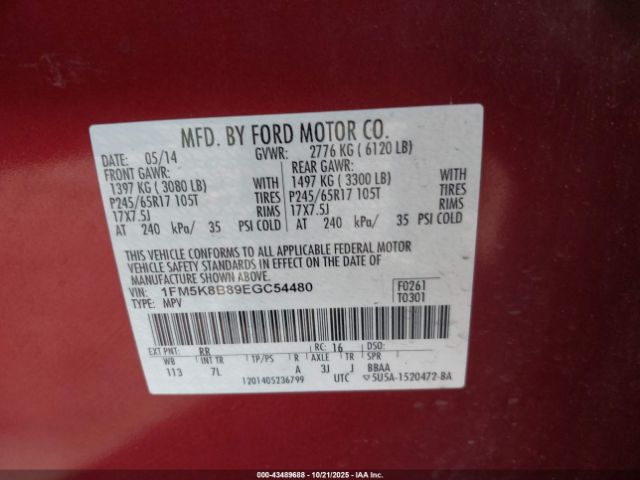 MFD. BY FORD MOTOR CO.
DATE: 05/14 GVWR: 2776 KG ( 6120 LB)
FRONT GAWR: REAR GAWR:
1397 KG ( 3080 LB) WITH 1497 KG ( 3300 LB) WITH
P245/65R17 105T TIRES P245/65R17 105T TIRES
17X7.5J RIMS 17X7.5J RIMS
AT 240 kPa/ 35 PSI COLD AT 240 kPa/ 35 PSI COLD
THIS VEHICLE CONFORMS TO ALL APPLICABLE FEDERAL MOTOR
VEHICLE SAFETY AND THEFT PREVENTION STANDARDS IN EFFECT ON THE DATE OF
MANUFACTURE SHOWN ABOVE.
VIN: 1FM5K8B89EGC54480 F0261
TYPE: MPV T0301
EXT PNT: RR RC: 16 DSO:
WB INT TR TP/PS R AXLE TR SPR
113 7L A 3J J BBAA
1201405236799 UTC 5U5A-1520472-BA
000-43489688 - 10/21/2025 - IAAI Inc.